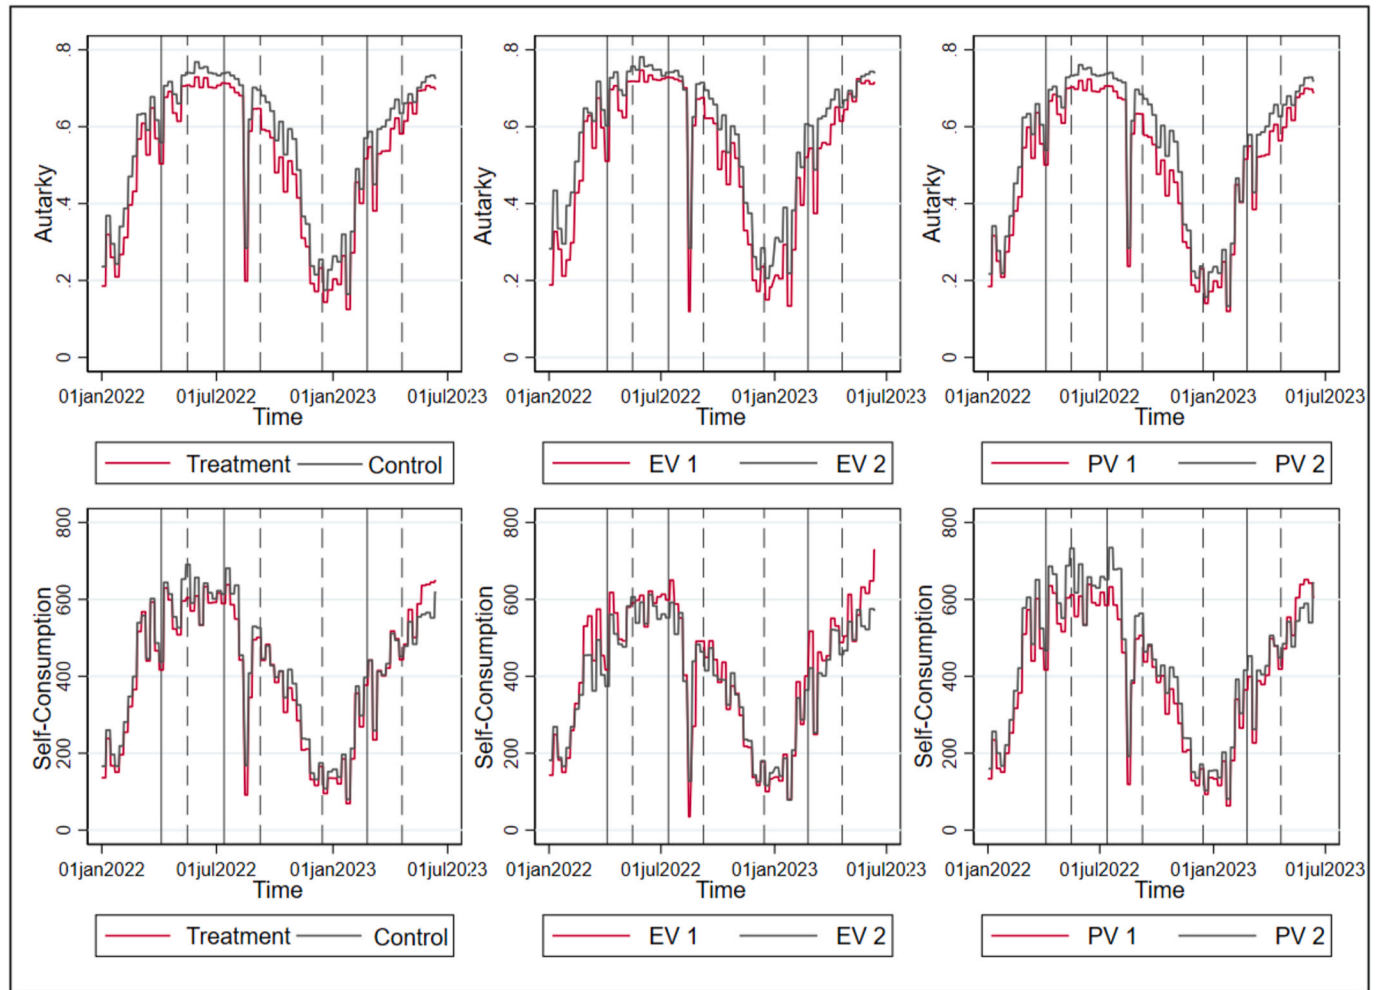 .8 .8 .8
.6 .6 .6
Autarky Autarky Autarky
.4 .4 .4
.2 .2 .2
0 0 0
01jan2022 01jul2022 01jan2023 01jul2023 01jan2022 01jul2022 01jan2023 01jul2023 01jan2022 01jul2022 01jan2023 01jul2023
Time Time Time
Treatment Control EV 1 EV 2 PV 1 PV 2
800 800 800
600 600 600
Self-Consumption Self-Consumption Self-Consumption
400 400 400
200 200 200
0 0 0
01jan2022 01jul2022 01jan2023 01jul2023 01jan2022 01jul2022 01jan2023 01jul2023 01jan2022 01jul2022 01jan2023 01jul2023
Time Time Time
Treatment Control EV 1 EV 2 PV 1 PV 2